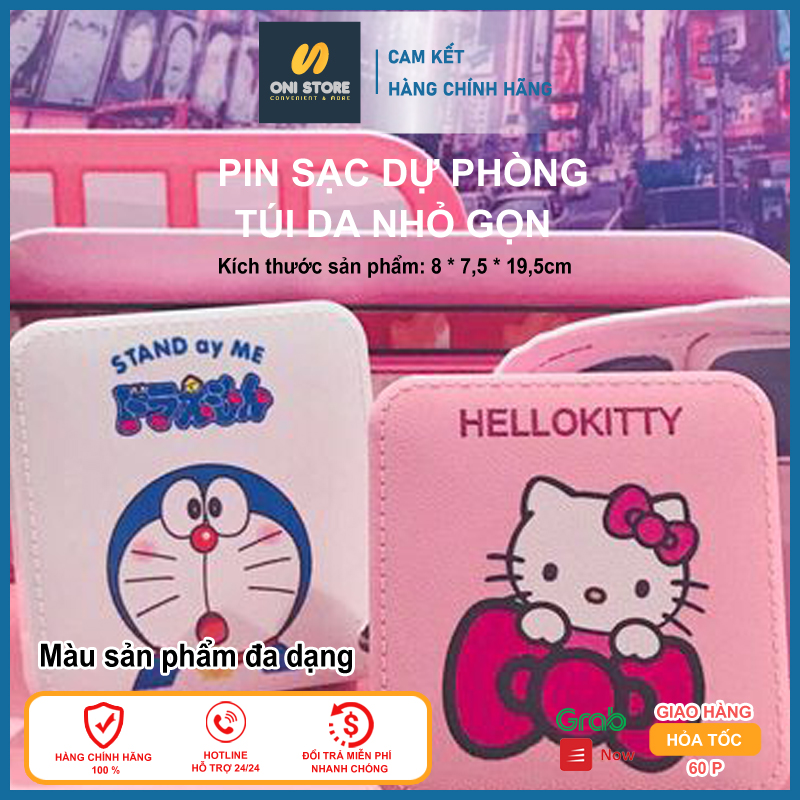 ONI STORE
CONVENIENT & MORE
CAM KẾT
HÀNG CHÍNH HÃNG
PIN SẠC DỰ PHÒNG
TÚI DA NHỎ GỌN
Kích thước sản phẩm: 8 * 7,5 * 19,5cm
STAND ay ME
ドラえもん
HELLOKITTY
Màu sản phẩm đa dạng
HÀNG CHÍNH HÃNG
100 %
HOTLINE
HỖ TRỢ 24/24
ĐỔI TRẢ MIỄN PHÍ
NHANH CHÓNG
Grab
Now
GIAO HÀNG
HỎA TỐC
60 P